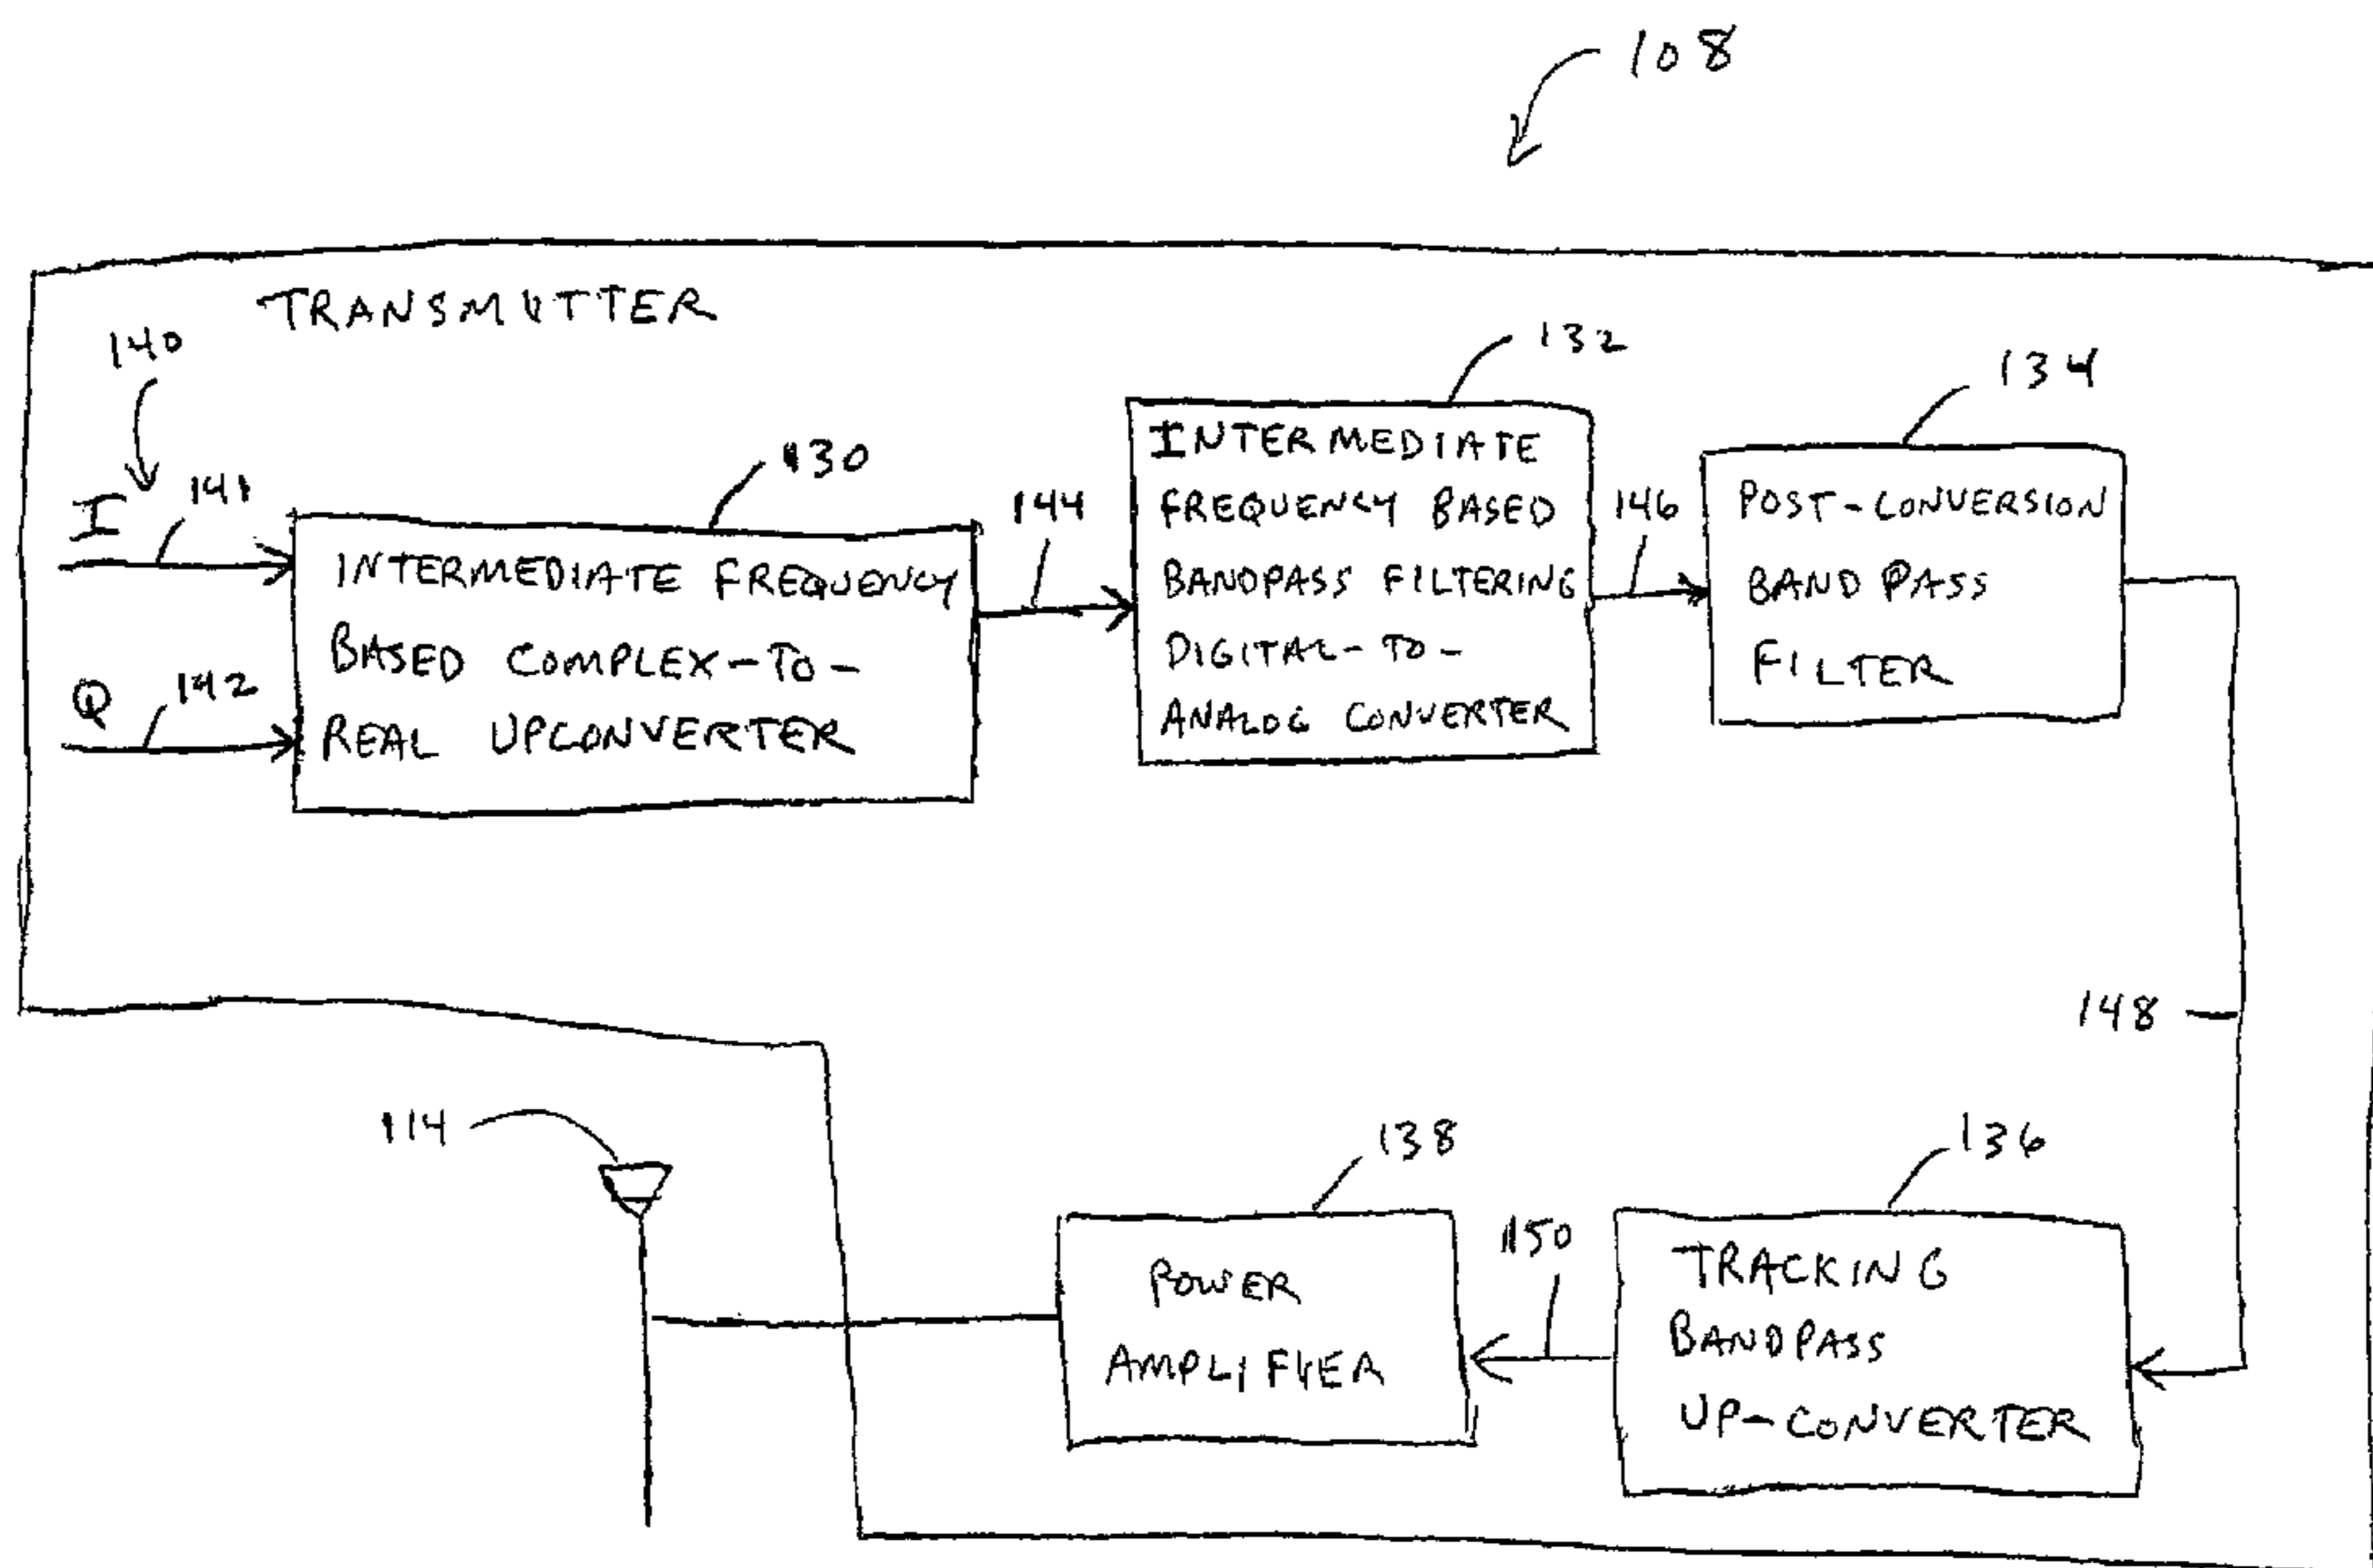 108
TRANSMITTER
140
I
141
Q
142
130
INTERMEDIATE FREQUENCY
BASED COMPLEX-TO-
REAL UPCONVERTER
144
132
INTERMEDIATE
FREQUENCY BASED
BANDPASS FILTERING
DIGITAL-TO-
ANALOG CONVERTER
146
134
POST-CONVERSION
BAND PASS
FILTER
148
136
TRACKING
BANDPASS
UP-CONVERTER
150
138
POWER
AMPLIFIER
114